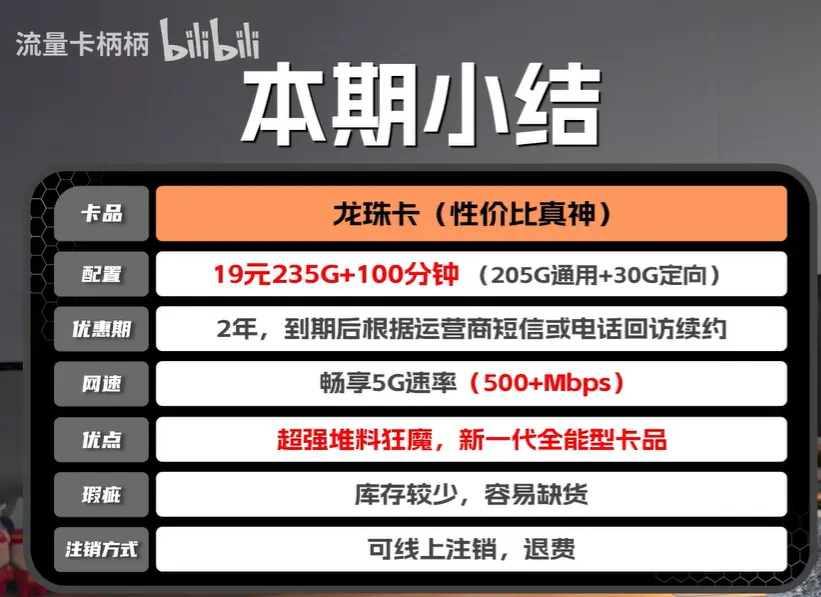 流量卡柄柄 bilibili
本期小结
卡品 龙珠卡（性价比真神）
配置 19元235G+100分钟（205G通用+30G定向）
优惠期 2年，到期后根据运营商短信或电话回访续约
网速 畅享5G速率（500+Mbps）
优点 超强堆料狂魔，新一代全能型卡品
瑕疵 库存较少，容易缺货
注销方式 可线上注销，退费